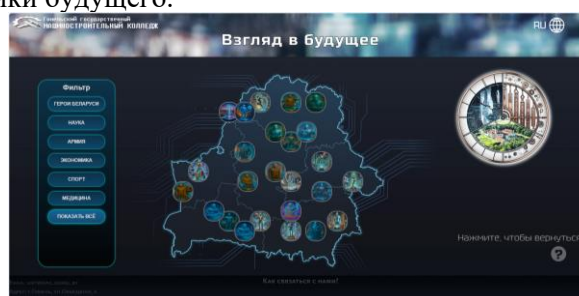 ки будущего.
Гомельский государственный
МАШИНОСТРОИТЕЛЬНЫЙ КОЛЛЕДЖ
RU
Взгляд в будущее
Фильтр
ГЕРОИ БЕЛАРУСИ
НАУКА
АРМИЯ
ЭКОНОМИКА
СПОРТ
МЕДИЦИНА
ПОКАЗАТЬ ВСЁ
Нажмите, чтобы вернуться
?
Как связаться с нами?